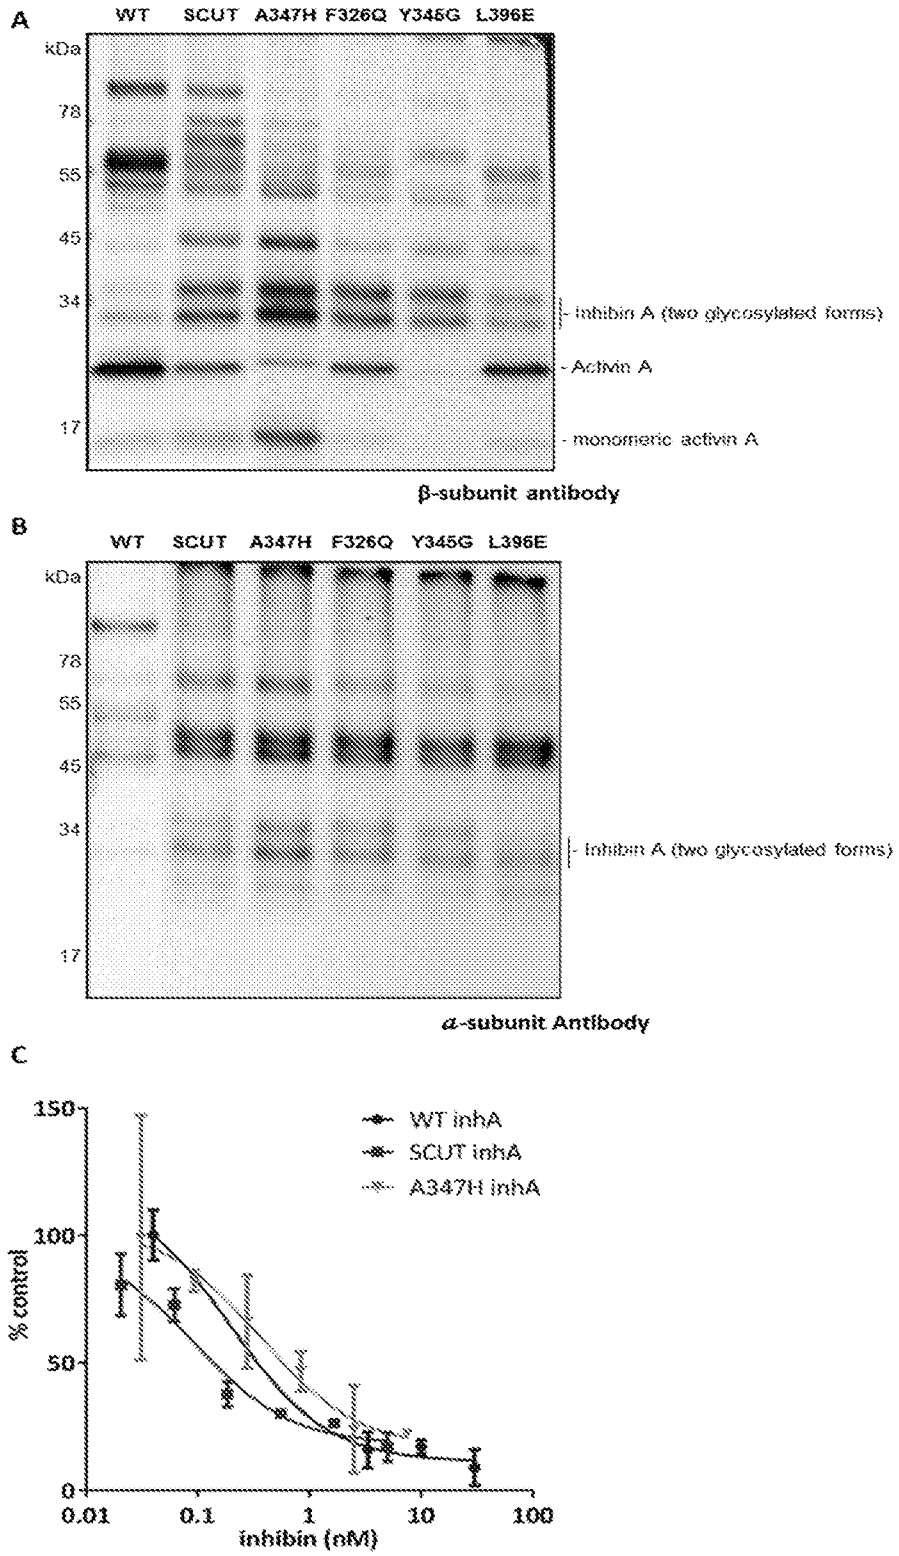 A
WT SCUT A347H F326Q Y345G L396E
kDa
78
55
45
34
- Inhibin A (two glycosylated forms)
- Activin A
17
- monomeric activin A
β-subunit antibody
B
WT SCUT A347H F326Q Y345G L396E
kDa
78
55
45
34
- Inhibin A (two glycosylated forms)
17
α-subunit Antibody
C
150
WT inhA
SCUT inhA
A347H inhA
100
% control
50
0
0.01 0.1 1 10 100
inhibin (nM)